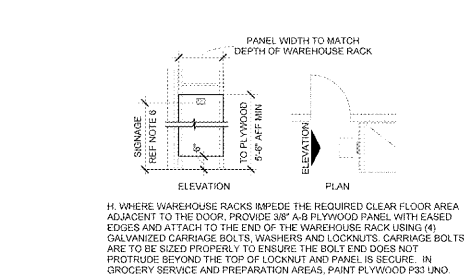 PANEL WIDTH TO MATCH
DEPTH OF WAREHOUSE RACK
SIGNAGE
REF NOTE 6
TO PLYWOOD
5'-6" AFF MIN
ELEVATION
ELEVATION
PLAN
H. WHERE WAREHOUSE RACKS IMPEDE THE REQUIRED CLEAR FLOOR AREA
ADJACENT TO THE DOOR, PROVIDE 3/8" A-B PLYWOOD PANEL WITH EASED
EDGES AND ATTACH TO THE END OF THE WAREHOUSE RACK USING (4)
GALVANIZED CARRIAGE BOLTS, WASHERS AND LOCKNUTS. CARRIAGE BOLTS
ARE TO BE SIZED PROPERLY TO ENSURE THE BOLT END DOES NOT
PROTRUDE BEYOND THE TOP OF LOCKNUT AND PANEL IS SECURE. IN
GROCERY SERVICE AND PREPARATION AREAS, PAINT PLYWOOD P33 UNO.